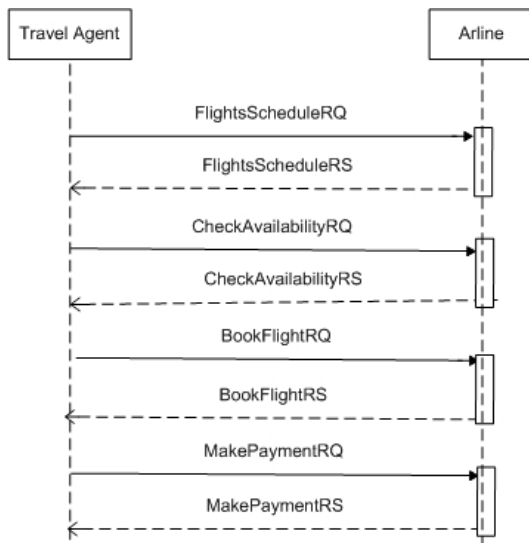 Travel Agent
Arline
FlightsScheduleRQ
FlightsScheduleRS
CheckAvailabilityRQ
CheckAvailabilityRS
BookFlightRQ
BookFlightRS
MakePaymentRQ
MakePaymentRS